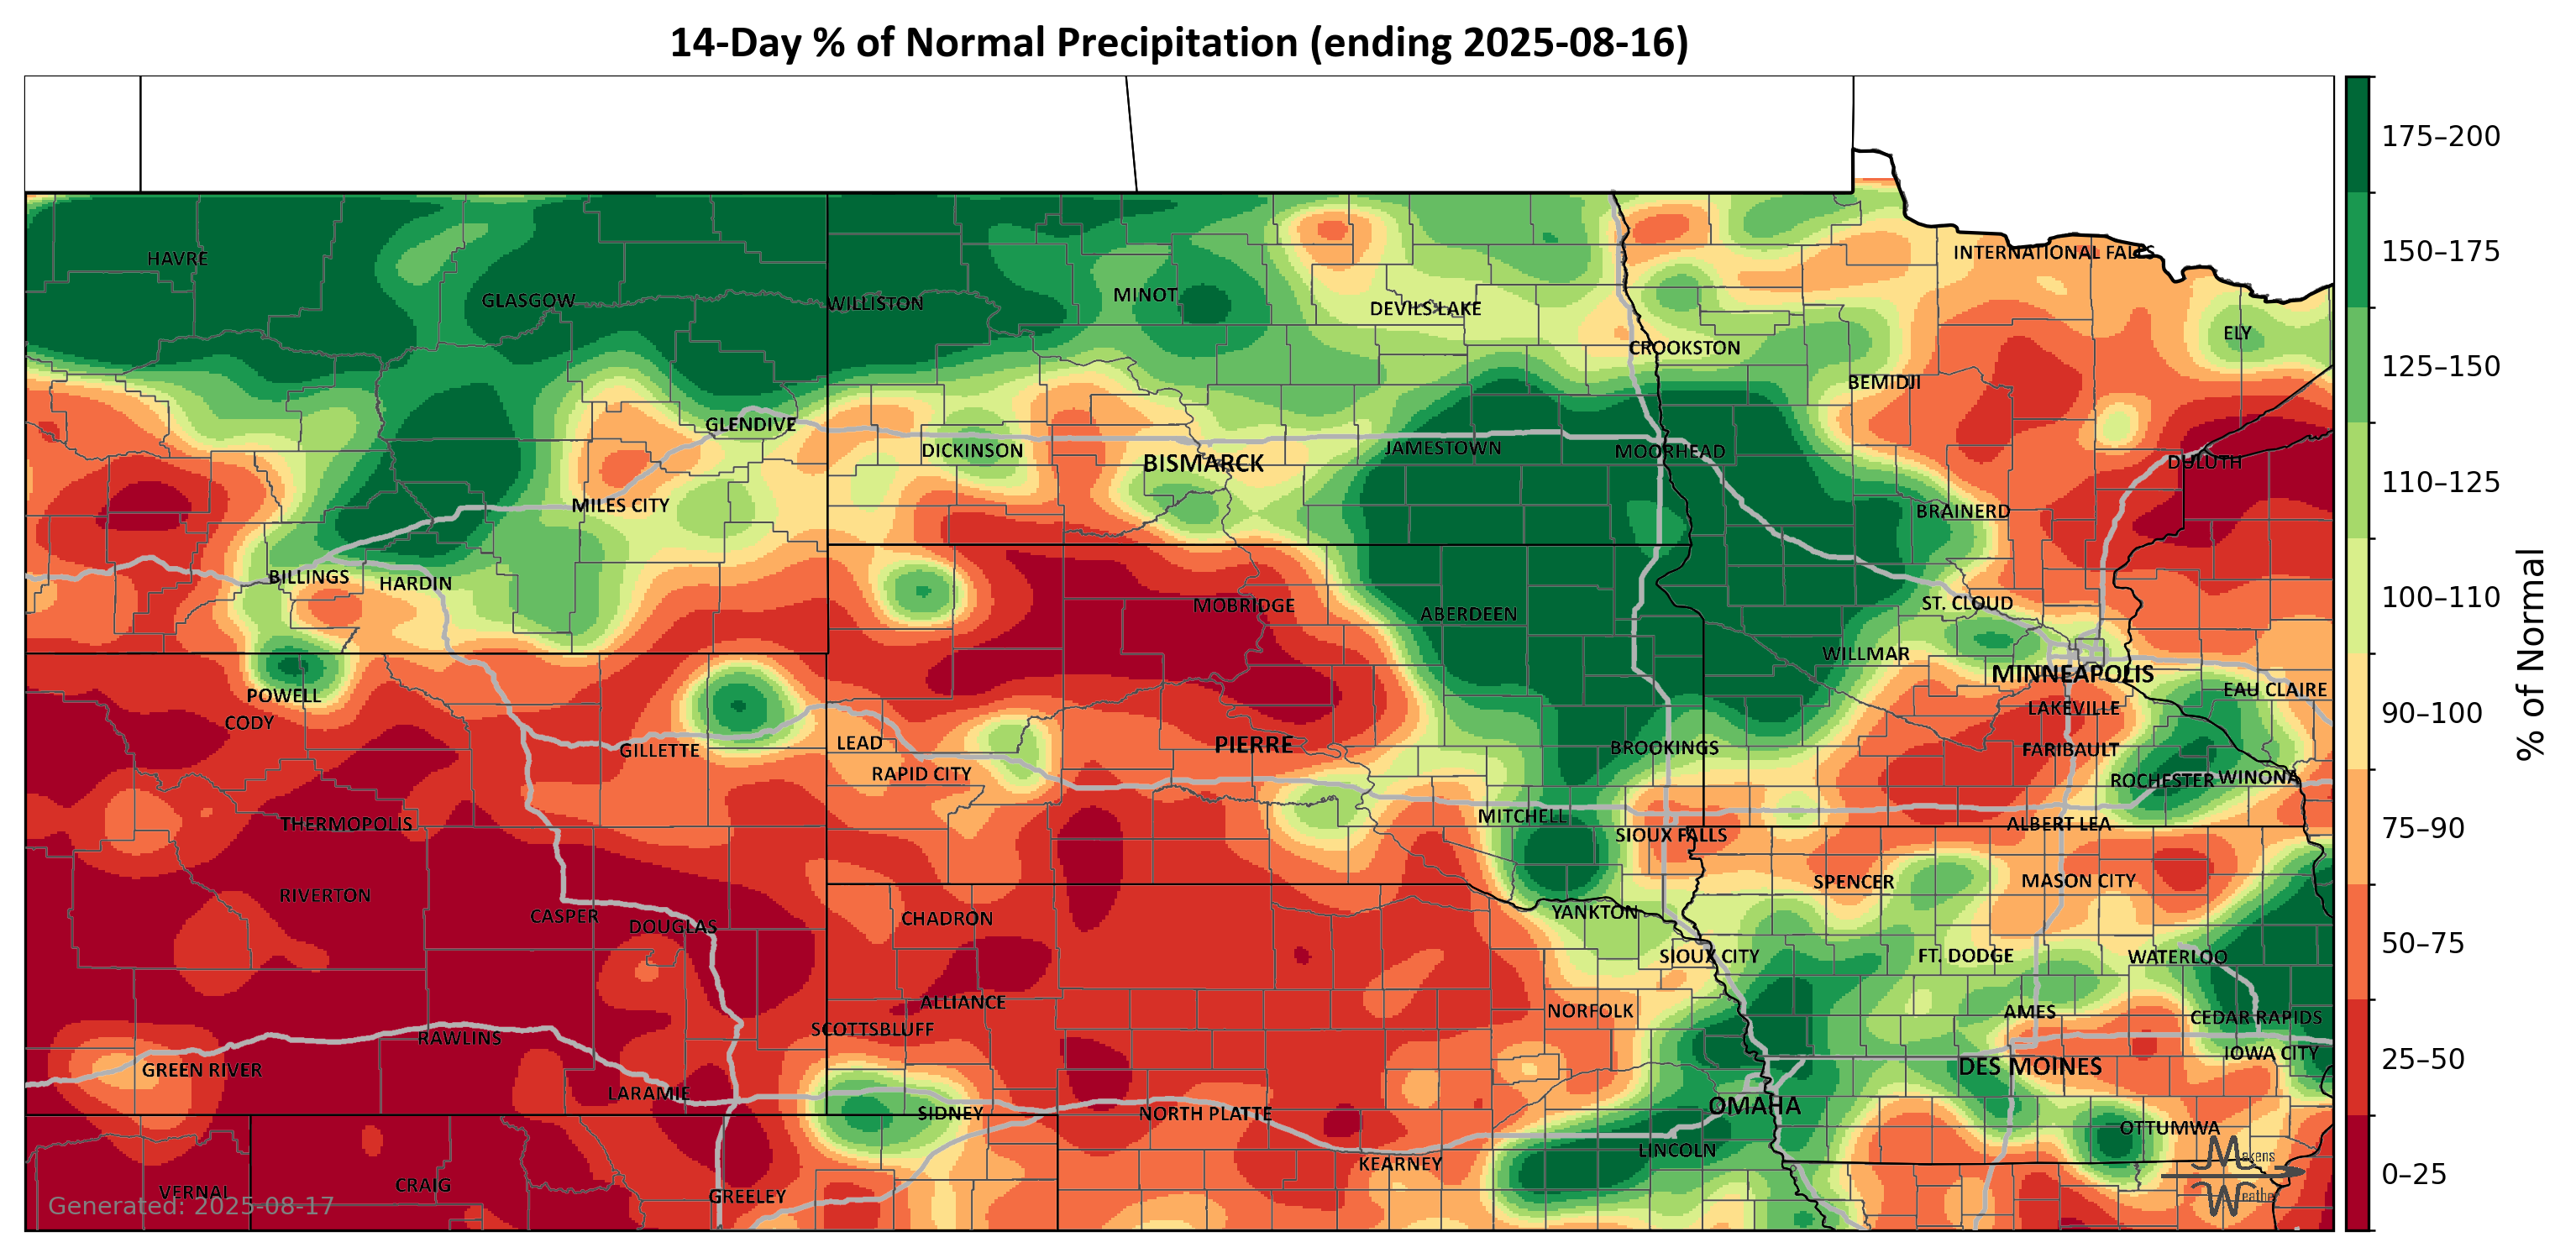 14-Day % of Normal Precipitation (ending 2025-08-16)
HAVRE
GLASGOW
WILLISTON
MINOT
DEVILS LAKE
INTERNATIONAL FALLS
ELY
CROOKSTON
BEMIDJI
GLENDIVE
DICKINSON
BISMARCK
JAMESTOWN
MOORHEAD
DULUTH
MILES CITY
BRAINERD
BILLINGS
HARDIN
MOBRIDGE
ABERDEEN
ST. CLOUD
WILLMAR
MINNEAPOLIS
EAU CLAIRE
POWELL
CODY
LAKEVILLE
GILLETTE
LEAD
RAPID CITY
PIERRE
BROOKINGS
FARIBAULT
ROCHESTER
WINONA
THERMOPOLIS
MITCHELL
SIOUX FALLS
ALBERT LEA
RIVERTON
CASPER
DOUGLAS
CHADRON
YANKTON
SPENCER
MASON CITY
SIOUX CITY
FT. DODGE
WATERLOO
ALLIANCE
SCOTTSBLUFF
NORFOLK
AMES
CEDAR RAPIDS
RAWLINS
GREEN RIVER
LARAMIE
SIDNEY
NORTH PLATTE
OMAHA
DES MOINES
IOWA CITY
LINCOLN
KEARNEY
OTTUMWA
VERNAL
CRAIG
GREELEY
Generated: 2025-08-17
Makens
Weather
175–200
150–175
125–150
110–125
100–110
90–100
75–90
50–75
25–50
0–25
% of Normal